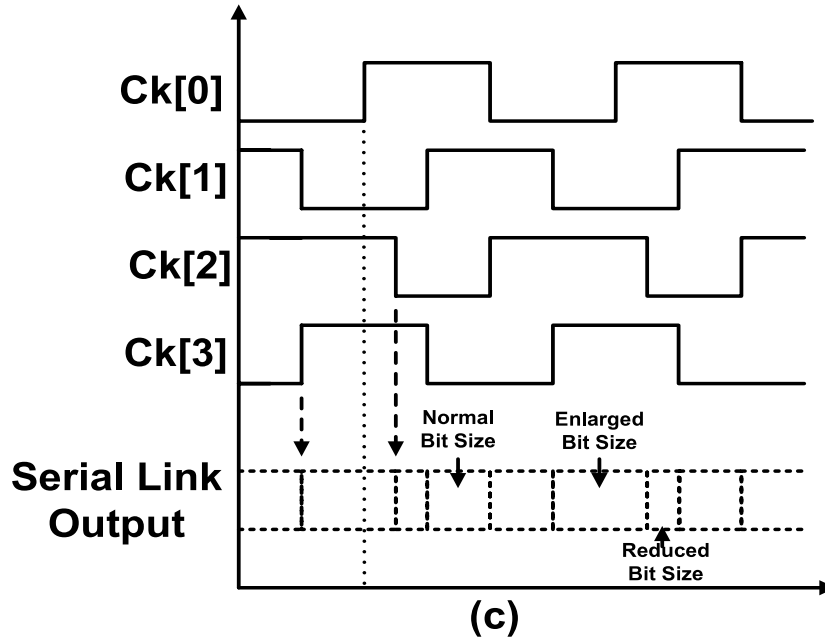 Ck[0]
Ck[1]
Ck[2]
Ck[3]
Normal
Bit Size
Enlarged
Bit Size
Serial Link
Output
Reduced
Bit Size
(c)